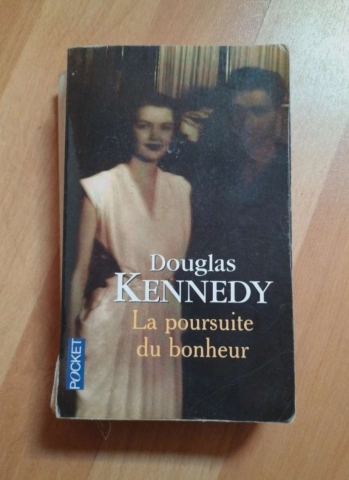 Douglas
KENNEDY
La poursuite
du bonheur
POCKET